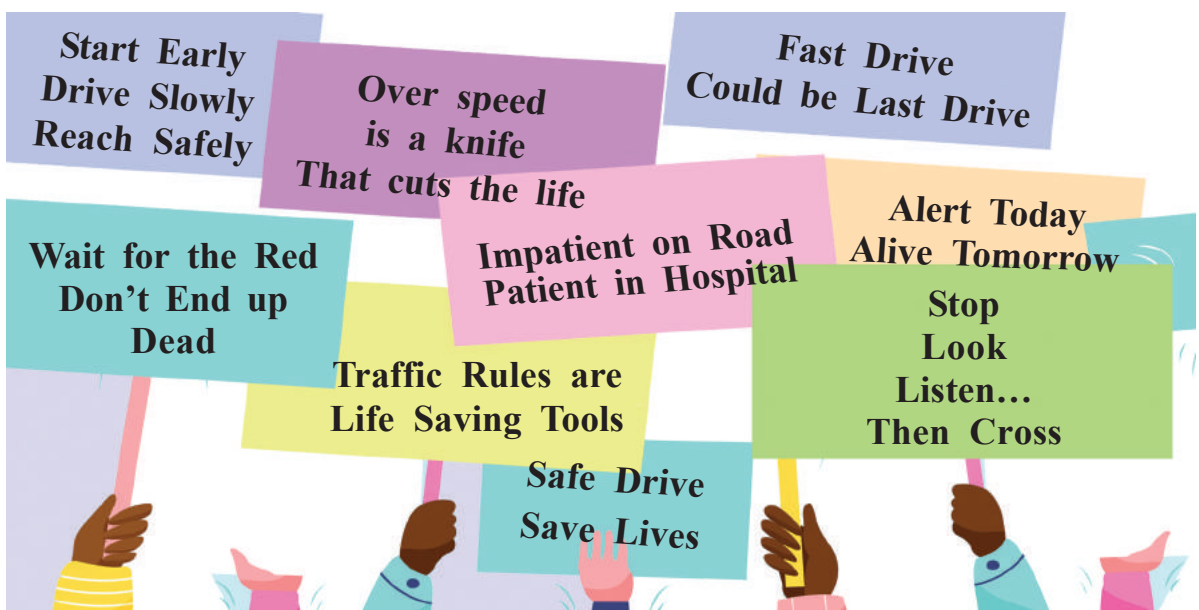 Start Early
Drive Slowly
Reach Safely
Over speed
is a knife
That cuts the life
Fast Drive
Could be Last Drive
Wait for the Red
Don't End up
Dead
Impatient on Road
Patient in Hospital
Alert Today
Alive Tomorrow
Traffic Rules are
Life Saving Tools
Stop
Look
Listen…
Then Cross
Safe Drive
Save Lives